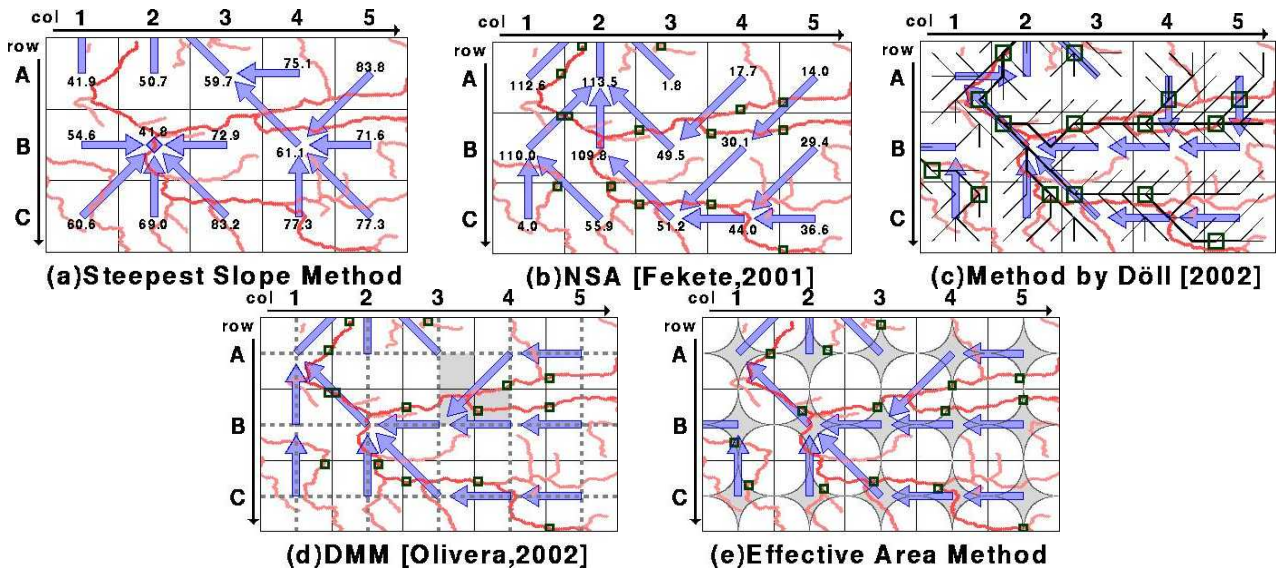 col 1 2 3 4 5
row
A 41.9 50.7 59.7 75.1 83.8
B 54.6 41.8 72.9 61.1 71.6
C 60.6 69.0 83.2 77.3 77.3
(a)Steepest Slope Method
col 1 2 3 4 5
row
A 112.6 113.5 1.8 17.7 14.0
B 110.0 109.8 49.5 30.1 29.4
C 4.0 55.9 51.2 44.0 36.6
(b)NSA [Fekete,2001]
col 1 2 3 4 5
row
A
B
C
(c)Method by Döll [2002]
col 1 2 3 4 5
row
A
B
C
(d)DMM [Olivera,2002]
col 1 2 3 4 5
row
A
B
C
(e)Effective Area Method